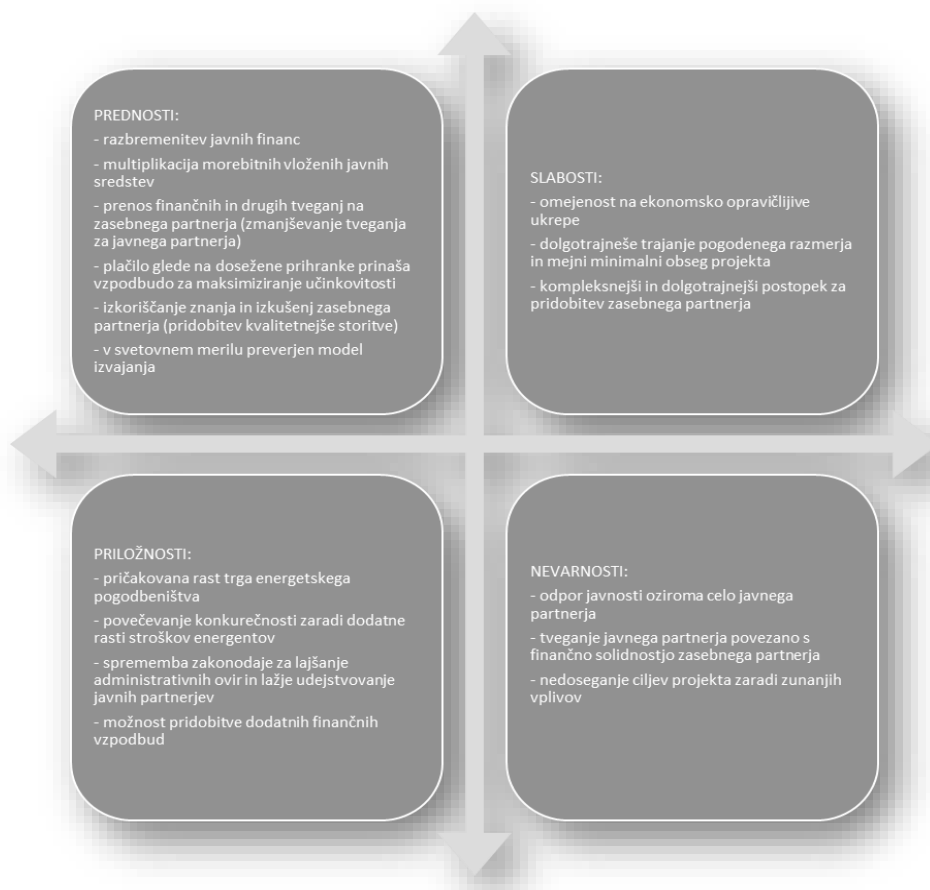 PREDNOSTI:
- razbremenitev javnih financ
- multiplikacija morebitnih vloženih javnih
sredstev
- prenos finančnih in drugih tveganj na
zasebnega partnerja (zmanjševanje tveganja
za javnega partnerja)
- plačilo glede na dosežene prihranke prinaša
vzpodbudo za maksimiziranje učinkovitosti
- izkoriščanje znanja in izkušenj zasebnega
partnerja (pridobitev kvalitetnejše storitve)
- v svetovnem merilu preverjen model
izvajanja
SLABOSTI:
- omejenost na ekonomsko opravičljive
ukrepe
- dolgotrajneše trajanje pogodenega razmerja
in mejni minimalni obseg projekta
- kompleksnejši in dolgotrajnejši postopek za
pridobitev zasebnega partnerja
PRILOŽNOSTI:
- pričakovana rast trga energetskega
pogodbeništva
- povečevanje konkurečnosti zaradi dodatne
rasti stroškov energentov
- sprememba zakonodaje za lajšanje
administrativnih ovir in lažje udejstvovanje
javnih partnerjev
- možnost pridobitve dodatnih finančnih
vzpodbud
NEVARNOSTI:
- odpor javnosti oziroma celo javnega
partnerja
- tveganje javnega partnerja povezano s
finančno solidnostjo zasebnega partnerja
- nedoseganje ciljev projekta zaradi zunanjih
vplivov